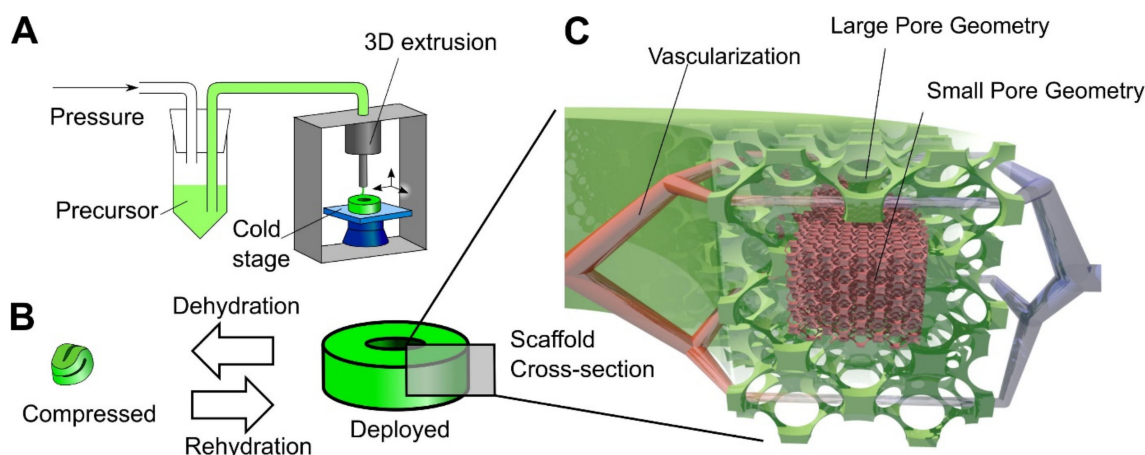 A
3D extrusion
Pressure
Precursor
Cold
stage
B
Dehydration
Compressed
Rehydration
Deployed
Scaffold
Cross-section
C
Large Pore Geometry
Vascularization
Small Pore Geometry